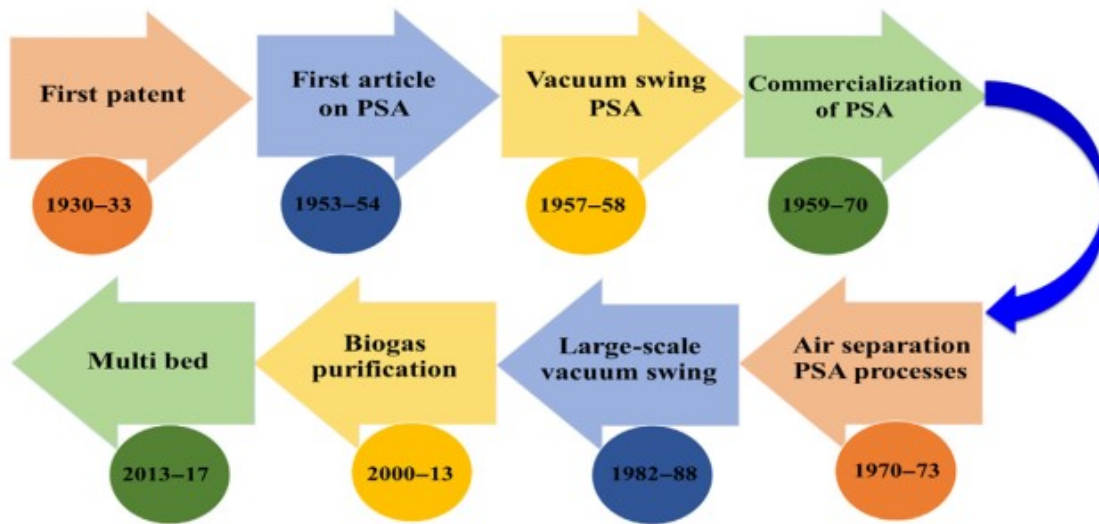 First patent
1930–33
First article
on PSA
1953–54
Vacuum swing
PSA
1957–58
Commercialization
of PSA
1959–70
Air separation
PSA processes
1970–73
Large-scale
vacuum swing
1982–88
Biogas
purification
2000–13
Multi bed
2013–17